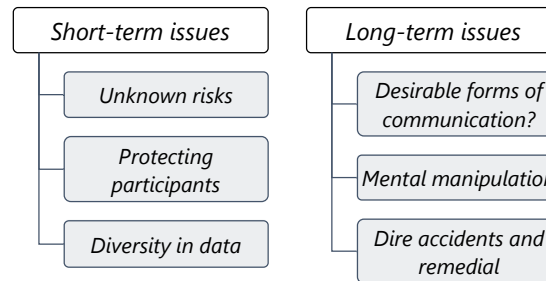 Short-term issues
Unknown risks
Protecting
participants
Diversity in data
Long-term issues
Desirable forms of
communication?
Mental manipulation
Dire accidents and
remedial